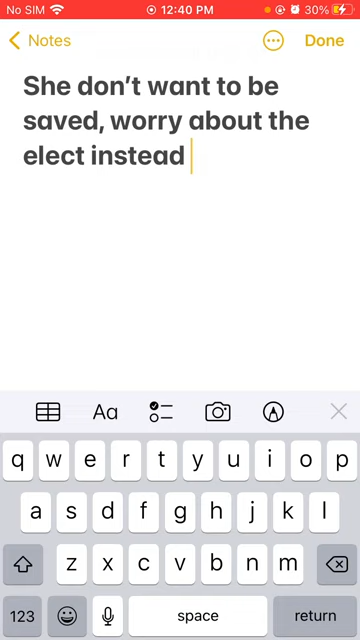 No SIM 12:40 PM 30%
Notes Done
She don't want to be
saved, worry about the
elect instead
Aa
q w e r t y u i o p
a s d f g h j k l
z x c v b n m
123 space return